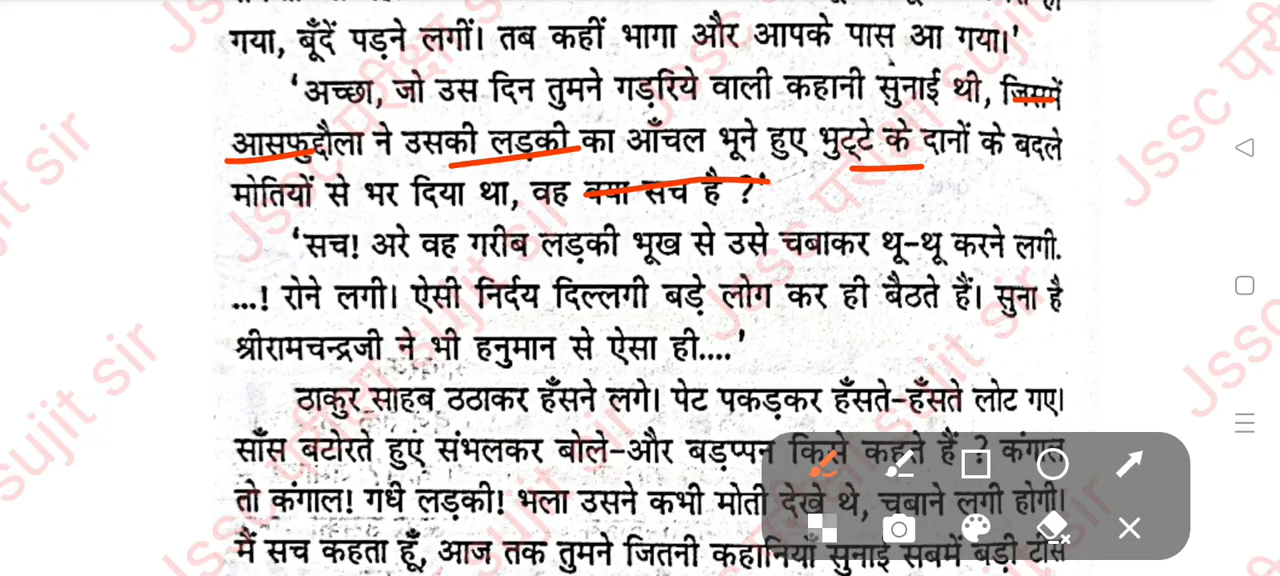 गया, बूँदें पड़ने लगीं। तब कहीं भागा और आपके पास आ गया।'
'अच्छा, जो उस दिन तुमने गड़रिये वाली कहानी सुनाई थी, जिसमें
आसफुद्दौला ने उसकी लड़की का आँचल भूने हुए भुट्टे के दानों के बदले
मोतियों से भर दिया था, वह क्या सच है ?'
'सच! अरे वह गरीब लड़की भूख से उसे चबाकर थू-थू करने लगी.
...! रोने लगी। ऐसी निर्दय दिल्लगी बड़े लोग कर ही बैठते हैं। सुना है
श्रीरामचन्द्रजी ने भी हनुमान से ऐसा ही....'
ठाकुर साहब ठठाकर हँसने लगे। पेट पकड़कर हँसते-हँसते लोट गए।
साँस बटोरते हुए संभलकर बोले-और बड़प्पन किसे कहते हैं ? कंगाल
तो कंगाल! गधे लड़की! भला उसने कभी मोती देखे थे, चबाने लगी होगी।
मैं सच कहता हूँ, आज तक तुमने जितनी कहानियाँ सुनाई सबमें बड़ी टीस
Jssc परीक्षा sujit sir